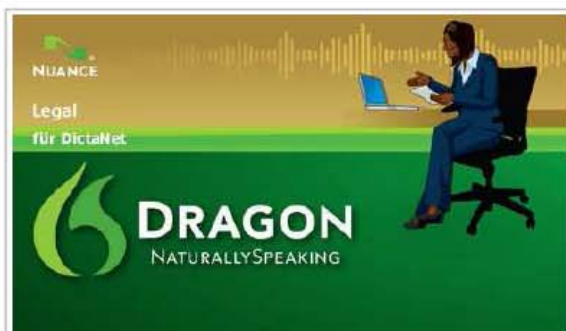 NUANCE
Legal
für DictaNet
DRAGON
NATURALLYSPEAKING